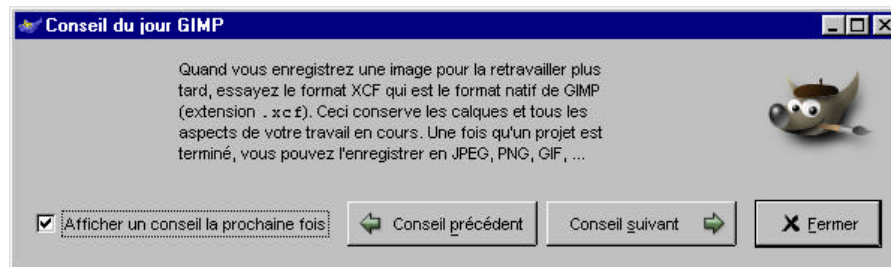 Conseil du jour GIMP
Quand vous enregistrez une image pour la retravailler plus
tard, essayez le format XCF qui est le format natif de GIMP
(extension .xcf). Ceci conserve les calques et tous les
aspects de votre travail en cours. Une fois qu'un projet est
terminé, vous pouvez l'enregistrer en JPEG, PNG, GIF, ...
Afficher un conseil la prochaine fois
Conseil précédent
Conseil suivant
Fermer